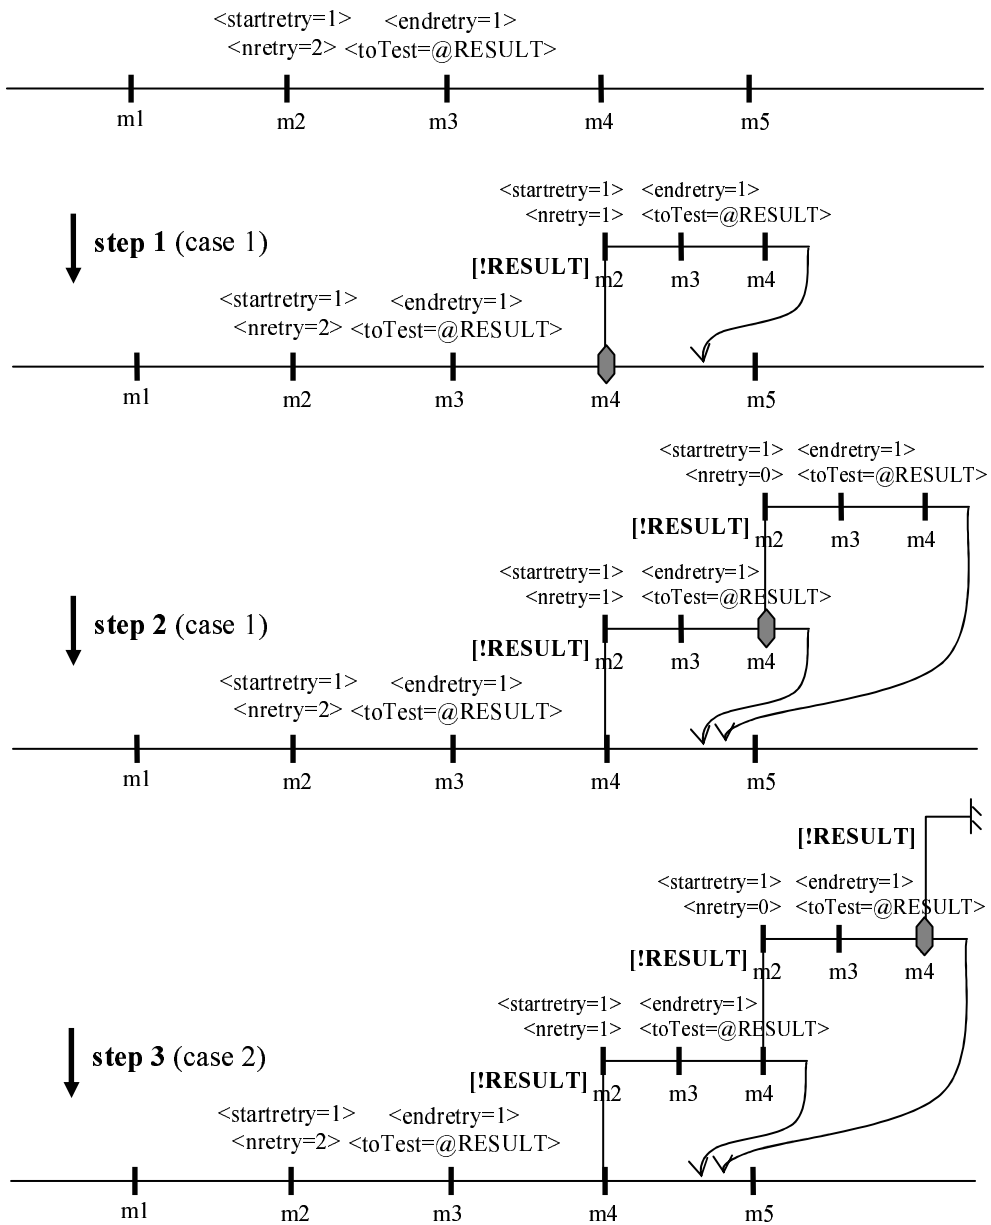 <startretry=1> <endretry=1>
<nretry=2> <toTest=@RESULT>
m1 m2 m3 m4 m5
<startretry=1> <endretry=1>
<nretry=1> <toTest=@RESULT>
step 1 (case 1)
[!RESULT]
m2 m3 m4
<startretry=1> <endretry=1>
<nretry=2> <toTest=@RESULT>
m1 m2 m3 m4 m5
<startretry=1> <endretry=1>
<nretry=0> <toTest=@RESULT>
[!RESULT]
m2 m3 m4
<startretry=1> <endretry=1>
<nretry=1> <toTest=@RESULT>
step 2 (case 1)
[!RESULT]
m2 m3 m4
<startretry=1> <endretry=1>
<nretry=2> <toTest=@RESULT>
m1 m2 m3 m4 m5
[!RESULT]
<startretry=1> <endretry=1>
<nretry=0> <toTest=@RESULT>
[!RESULT]
m2 m3 m4
<startretry=1> <endretry=1>
<nretry=1> <toTest=@RESULT>
step 3 (case 2)
[!RESULT]
m2 m3 m4
<startretry=1> <endretry=1>
<nretry=2> <toTest=@RESULT>
m1 m2 m3 m4 m5